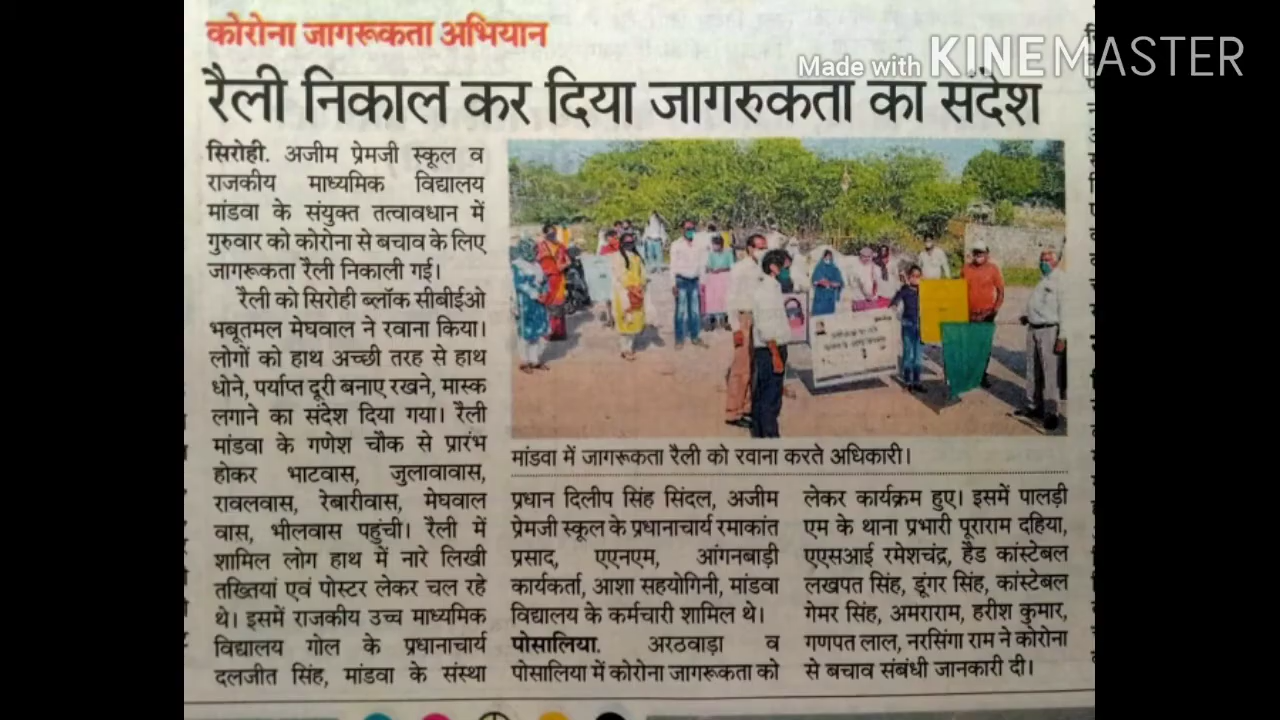 कोरोना जागरूकता अभियान
Made with KINEMASTER
रैली निकाल कर दिया जागरुकता का संदेश
सिरोही. अजीम प्रेमजी स्कूल व
राजकीय माध्यमिक विद्यालय
मांडवा के संयुक्त तत्वावधान में
गुरुवार को कोरोना से बचाव के लिए
जागरूकता रैली निकाली गई।
रैली को सिरोही ब्लॉक सीबीईओ
भबूतमल मेघवाल ने रवाना किया।
लोगों को हाथ अच्छी तरह से हाथ
धोने, पर्याप्त दूरी बनाए रखने, मास्क
लगाने का संदेश दिया गया। रैली
मांडवा के गणेश चौक से प्रारंभ
होकर भाटवास, जुलावावास,
रावलवास, रेबारीवास, मेघवाल
वास, भीलवास पहुंची। रैली में
शामिल लोग हाथ में नारे लिखी
तख्तियां एवं पोस्टर लेकर चल रहे
थे। इसमें राजकीय उच्च माध्यमिक
विद्यालय गोल के प्रधानाचार्य
दलजीत सिंह, मांडवा के संस्था
मांडवा में जागरूकता रैली को रवाना करते अधिकारी।
प्रधान दिलीप सिंह सिंदल, अजीम
प्रेमजी स्कूल के प्रधानाचार्य रमाकांत
प्रसाद, एएनएम, आंगनबाड़ी
कार्यकर्ता, आशा सहयोगिनी, मांडवा
विद्यालय के कर्मचारी शामिल थे।
पोसालिया. अरठवाड़ा व
पोसालिया में कोरोना जागरूकता को
लेकर कार्यक्रम हुए। इसमें पालड़ी
एम के थाना प्रभारी पूराराम दहिया,
एएसआई रमेशचंद्र, हैड कांस्टेबल
लखपत सिंह, डूंगर सिंह, कांस्टेबल
गेमर सिंह, अमराराम, हरीश कुमार,
गणपत लाल, नरसिंगा राम ने कोरोना
से बचाव संबंधी जानकारी दी।